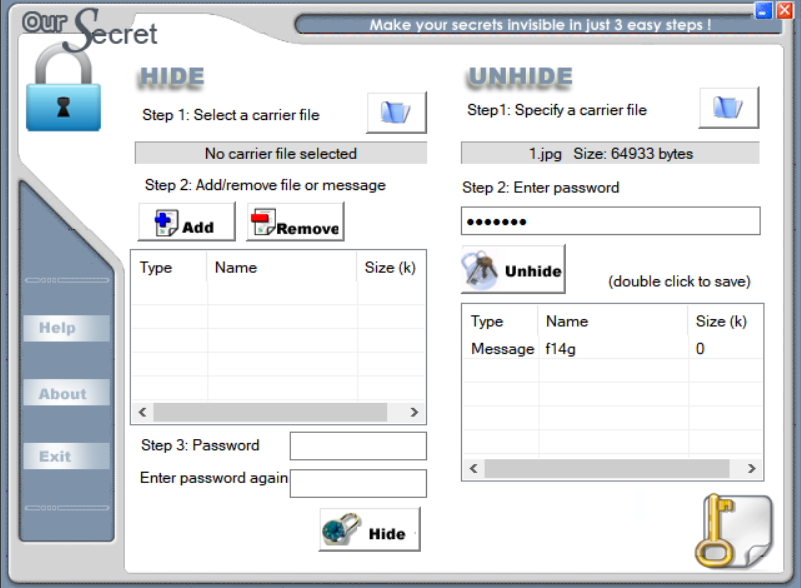 Our Secret
Make your secrets invisible in just 3 easy steps !
HIDE
Step 1: Select a carrier file
No carrier file selected
Step 2: Add/remove file or message
Add Remove
Type Name Size (k)
Step 3: Password
Enter password again
Hide
UNHIDE
Step1: Specify a carrier file
1.jpg Size: 64933 bytes
Step 2: Enter password
•••••••
Unhide
(double click to save)
Type Name Size (k)
Message f14g 0
Help
About
Exit